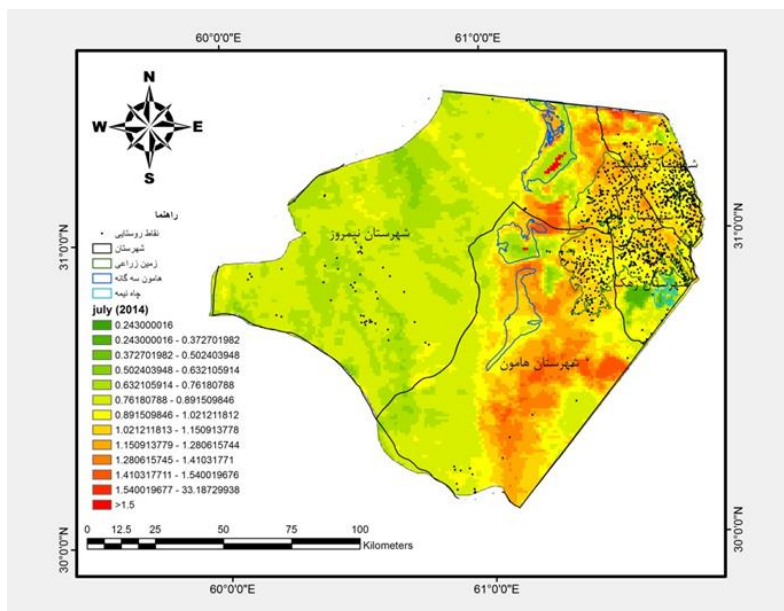 60°0'0"E 61°0'0"E
N
W E
S
31°0'0"N
31°0'0"N
راهنما
نقاط روستایی
شهرستان
زمین زراعی
هامون سه گانه
چاه نیمه
july (2014)
0.243000016
0.243000016 - 0.372701982
0.372701982 - 0.502403948
0.502403948 - 0.632105914
0.632105914 - 0.76180788
0.76180788 - 0.891509846
0.891509846 - 1.021211812
1.021211813 - 1.150913778
1.150913779 - 1.280615744
1.280615745 - 1.41031771
1.410317711 - 1.540019676
1.540019677 - 33.18729938
>1.5
شهرستان نیمروز
شهرستان
شهرستان هامون
0 12.5 25 50 75 100
Kilometers
30°0'0"N
30°0'0"N
60°0'0"E 61°0'0"E